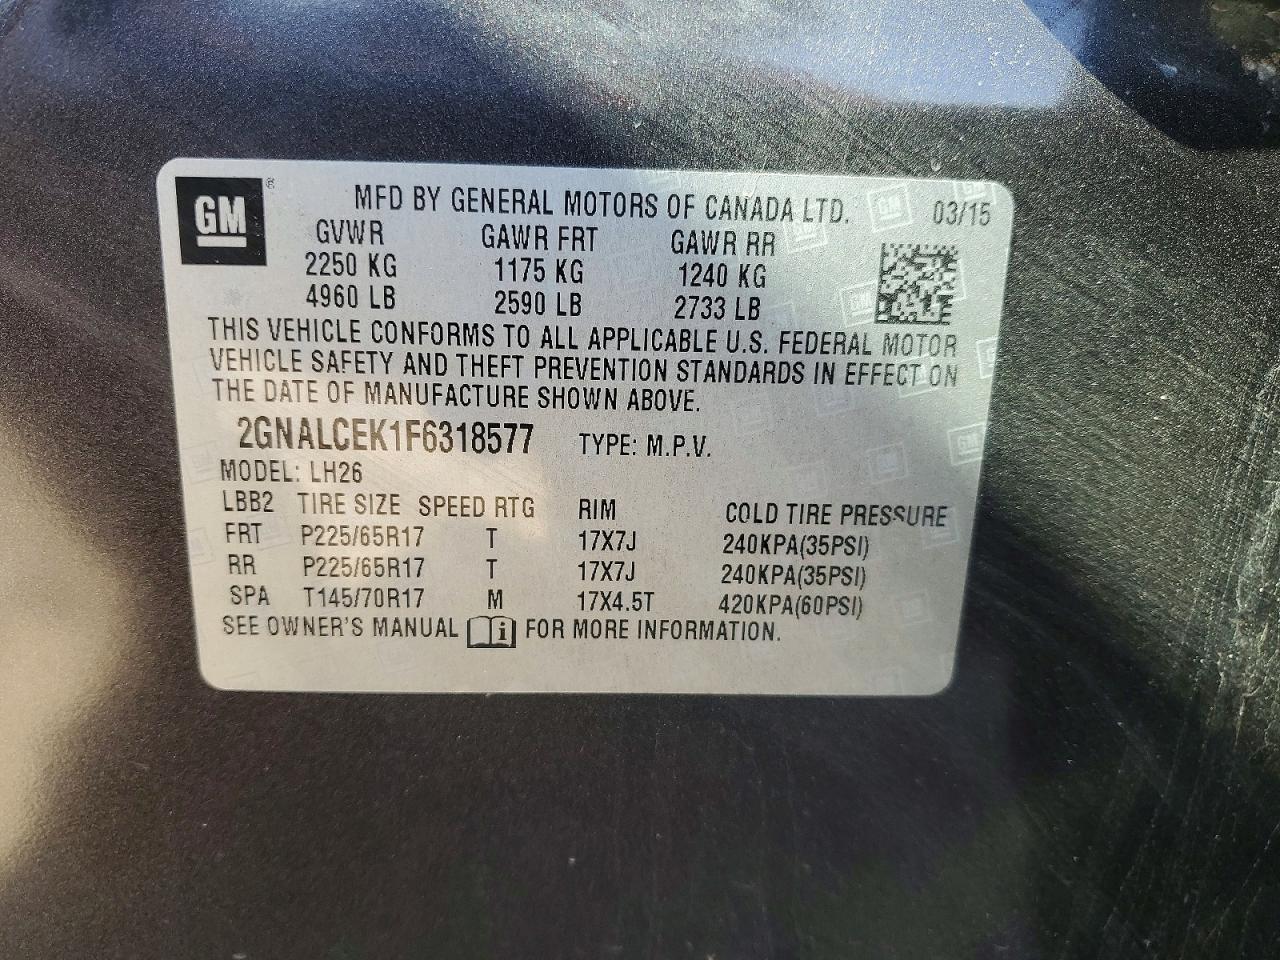 GM ®
MFD BY GENERAL MOTORS OF CANADA LTD. 03/15
GVWR GAWR FRT GAWR RR
2250 KG 1175 KG 1240 KG
4960 LB 2590 LB 2733 LB
THIS VEHICLE CONFORMS TO ALL APPLICABLE U.S. FEDERAL MOTOR
VEHICLE SAFETY AND THEFT PREVENTION STANDARDS IN EFFECT ON
THE DATE OF MANUFACTURE SHOWN ABOVE.
2GNALCEK1F6318577 TYPE: M.P.V.
MODEL: LH26
LBB2 TIRE SIZE SPEED RTG RIM COLD TIRE PRESSURE
FRT P225/65R17 T 17X7J 240KPA(35PSI)
RR P225/65R17 T 17X7J 240KPA(35PSI)
SPA T145/70R17 M 17X4.5T 420KPA(60PSI)
SEE OWNER'S MANUAL i FOR MORE INFORMATION.